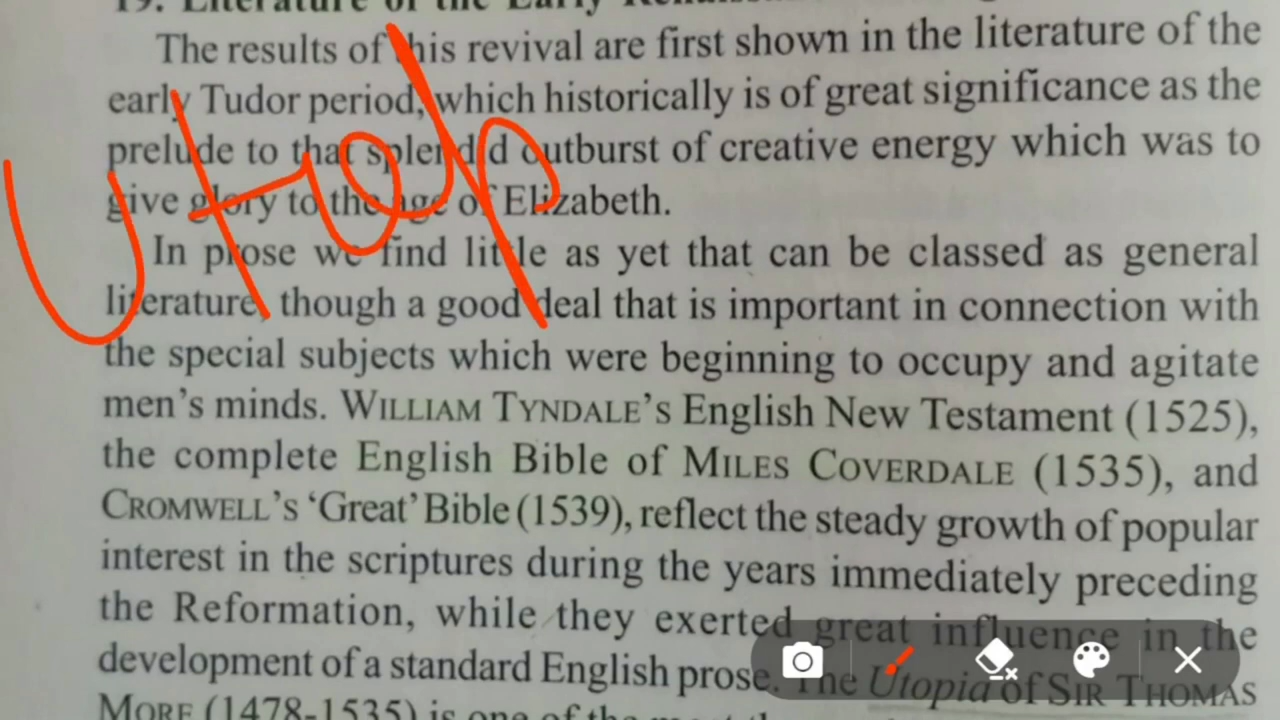 19. Literature of the Early
The results of this revival are first shown in the literature of the
early Tudor period, which historically is of great significance as the
prelude to that splendid outburst of creative energy which was to
give glory to the age of Elizabeth.
Utop
In prose we find little as yet that can be classed as general
literature, though a good deal that is important in connection with
the special subjects which were beginning to occupy and agitate
men's minds. WILLIAM TYNDALE's English New Testament (1525),
the complete English Bible of MILES COVERDALE (1535), and
CROMWELL's ‘Great’ Bible (1539), reflect the steady growth of popular
interest in the scriptures during the years immediately preceding
the Reformation, while they exerted great influence in the
development of a standard English prose. The Utopia of SIR THOMAS
MORE (1478-1535) is one of the most